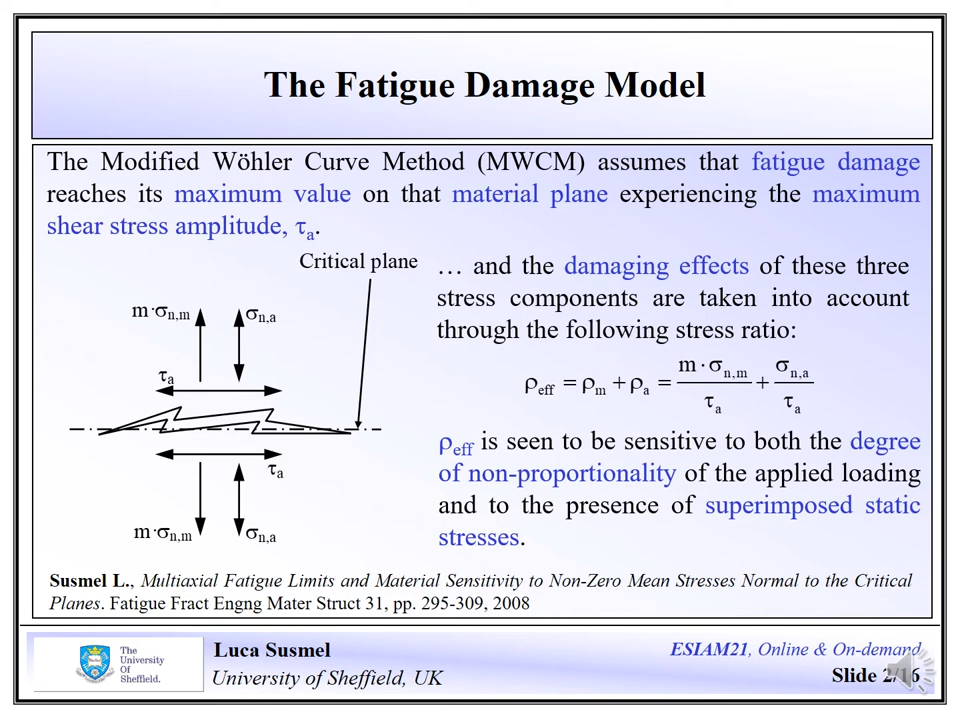 The Fatigue Damage Model
The Modified Wöhler Curve Method (MWCM) assumes that fatigue damage
reaches its maximum value on that material plane experiencing the maximum
shear stress amplitude, τa.
Critical plane
m·σn,m
σn,a
τa
τa
m·σn,m
σn,a
… and the damaging effects of these three
stress components are taken into account
through the following stress ratio:
ρeff = ρm + ρa = m·σn,m / τa + σn,a / τa
ρeff is seen to be sensitive to both the degree
of non-proportionality of the applied loading
and to the presence of superimposed static
stresses.
Susmel L., Multiaxial Fatigue Limits and Material Sensitivity to Non-Zero Mean Stresses Normal to the Critical
Planes. Fatigue Fract Engng Mater Struct 31, pp. 295-309, 2008
The
University
Of
Sheffield.
Luca Susmel
University of Sheffield, UK
ESIAM21, Online & On-demand
Slide 2/16